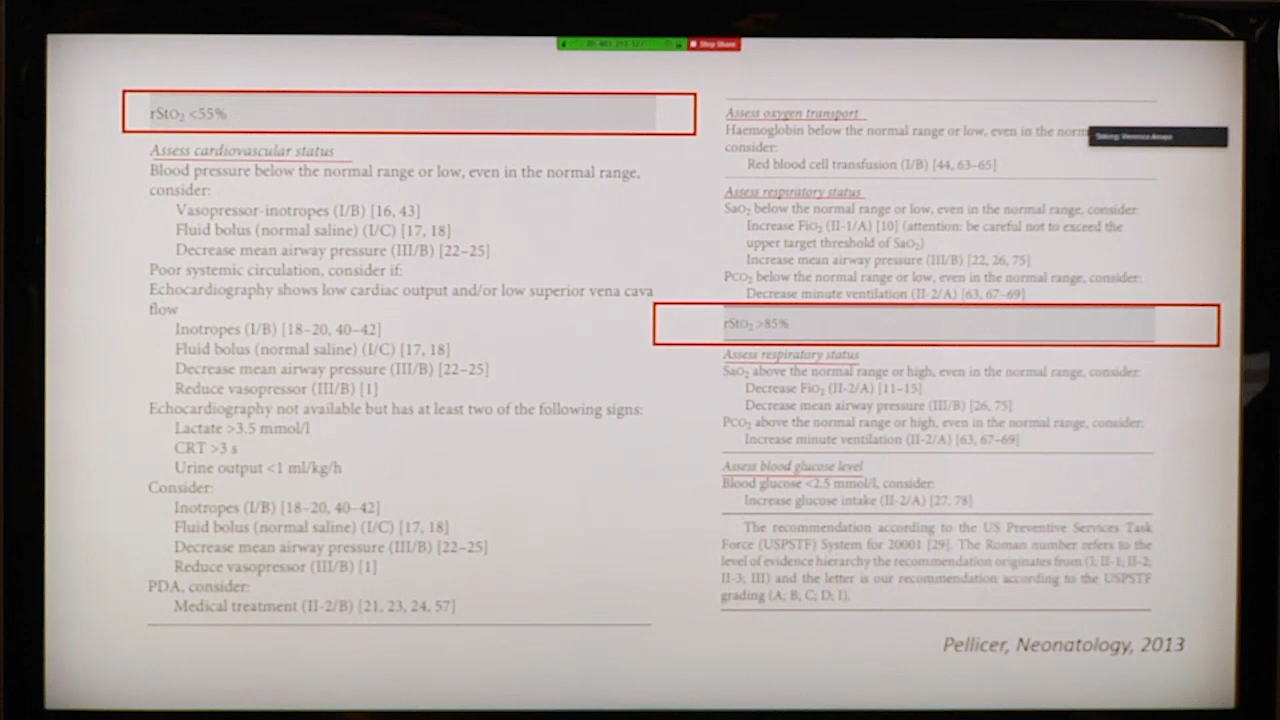 Stop Share
rStO₂ <55%
Assess cardiovascular status
Blood pressure below the normal range or low, even in the normal range,
consider:
Vasopressor-inotropes (I/B) [16, 43]
Fluid bolus (normal saline) (I/C) [17, 18]
Decrease mean airway pressure (III/B) [22–25]
Poor systemic circulation, consider if:
Echocardiography shows low cardiac output and/or low superior vena cava
flow
Inotropes (I/B) [18–20, 40–42]
Fluid bolus (normal saline) (I/C) [17, 18]
Decrease mean airway pressure (III/B) [22–25]
Reduce vasopressor (III/B) [1]
Echocardiography not available but has at least two of the following signs:
Lactate >3.5 mmol/l
CRT >3 s
Urine output <1 ml/kg/h
Consider:
Inotropes (I/B) [18–20, 40–42]
Fluid bolus (normal saline) (I/C) [17, 18]
Decrease mean airway pressure (III/B) [22–25]
Reduce vasopressor (III/B) [1]
PDA, consider:
Medical treatment (II-2/B) [21, 23, 24, 57]
Assess oxygen transport
Haemoglobin below the normal range or low, even in the norm
consider:
Red blood cell transfusion (I/B) [44, 63–65]
Assess respiratory status
SaO₂ below the normal range or low, even in the normal range, consider:
Increase FiO₂ (II-1/A) [10] (attention: be careful not to exceed the
upper target threshold of SaO₂)
Increase mean airway pressure (III/B) [22, 26, 75]
PCO₂ below the normal range or low, even in the normal range, consider:
Decrease minute ventilation (II-2/A) [63, 67–69]
rStO₂ >85%
Assess respiratory status
SaO₂ above the normal range or high, even in the normal range, consider:
Decrease FiO₂ (II-2/A) [11–15]
Decrease mean airway pressure (III/B) [26, 75]
PCO₂ above the normal range or high, even in the normal range, consider:
Increase minute ventilation (II-2/A) [63, 67–69]
Assess blood glucose level
Blood glucose <2.5 mmol/l, consider:
Increase glucose intake (II-2/A) [27, 78]
The recommendation according to the US Preventive Services Task
Force (USPSTF) System for 20001 [29]. The Roman number refers to the
level of evidence hierarchy the recommendation originates from (I; II-1; II-2;
II-3; III) and the letter is our recommendation according to the USPSTF
grading (A; B; C; D; I).
Pellicer, Neonatology, 2013